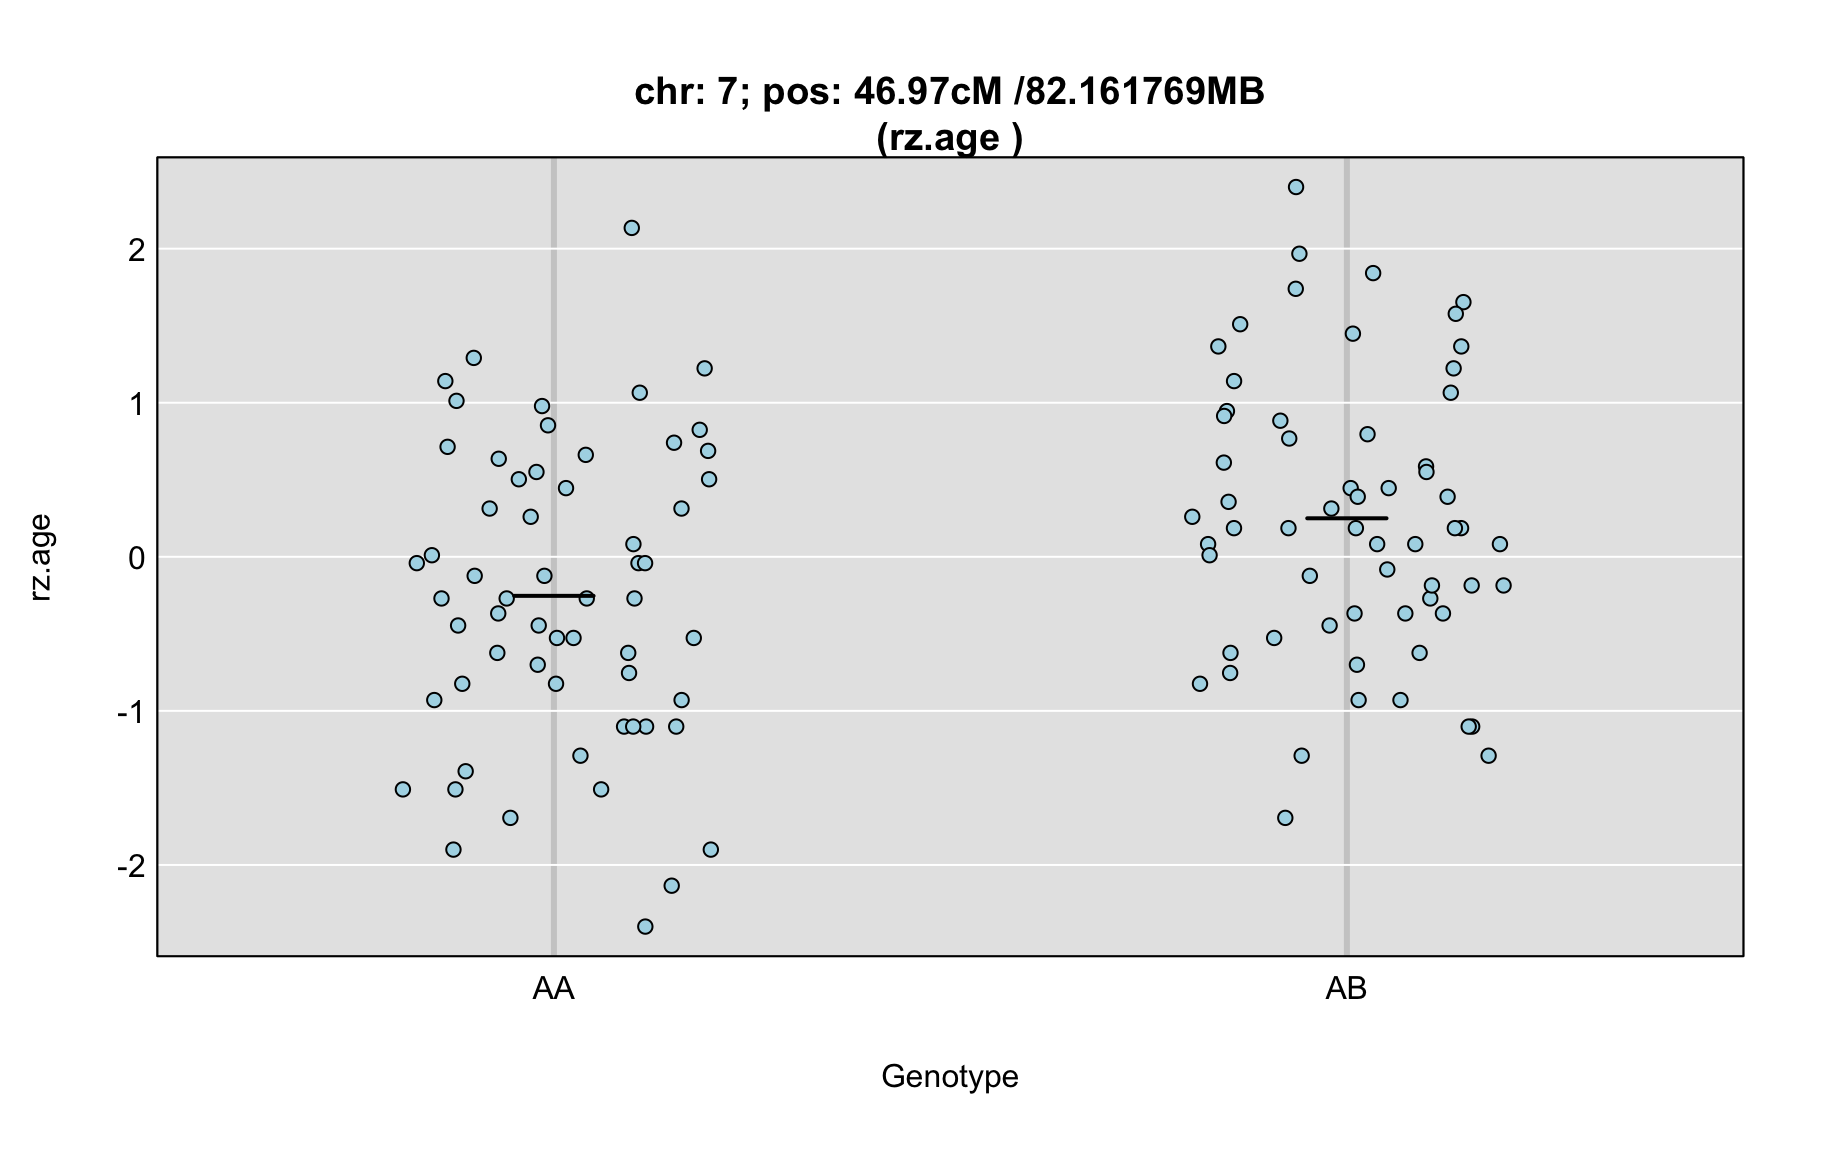 chr: 7; pos: 46.97cM /82.161769MB
(rz.age )
rz.age
2
1
0
-1
-2
AA
AB
Genotype